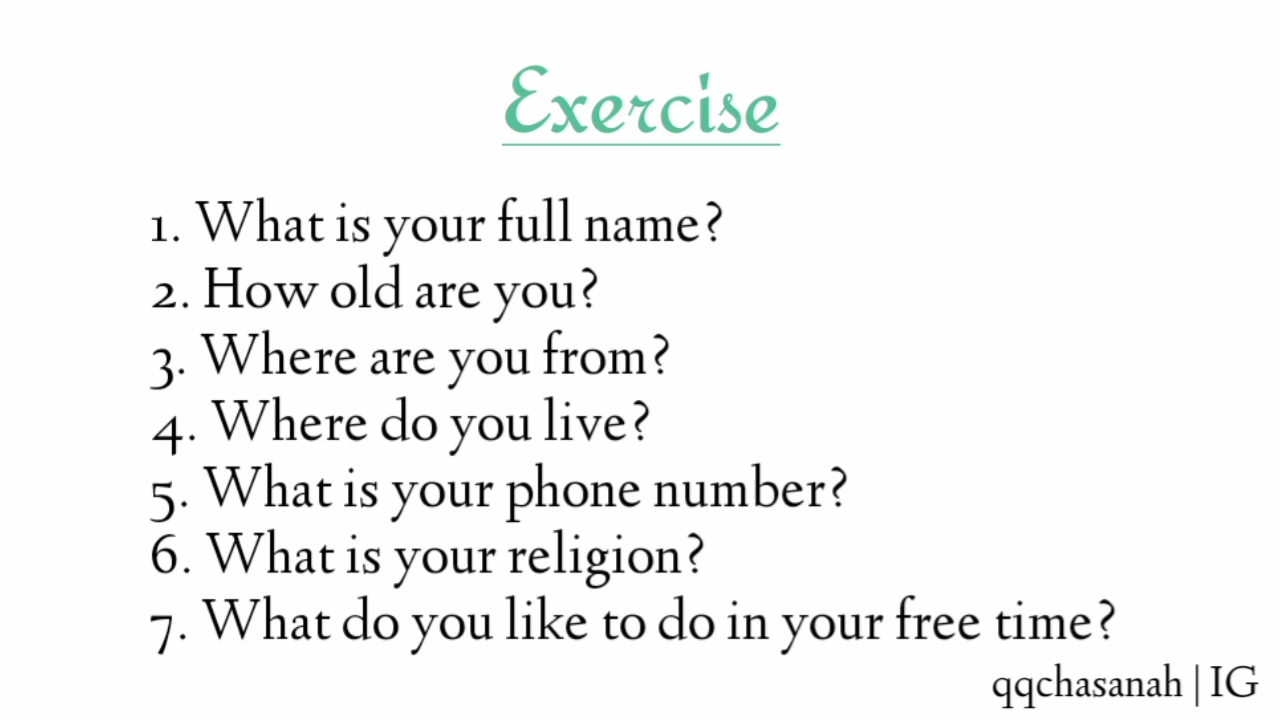 Exercise
1. What is your full name?
2. How old are you?
3. Where are you from?
4. Where do you live?
5. What is your phone number?
6. What is your religion?
7. What do you like to do in your free time?
qqchasanah | IG